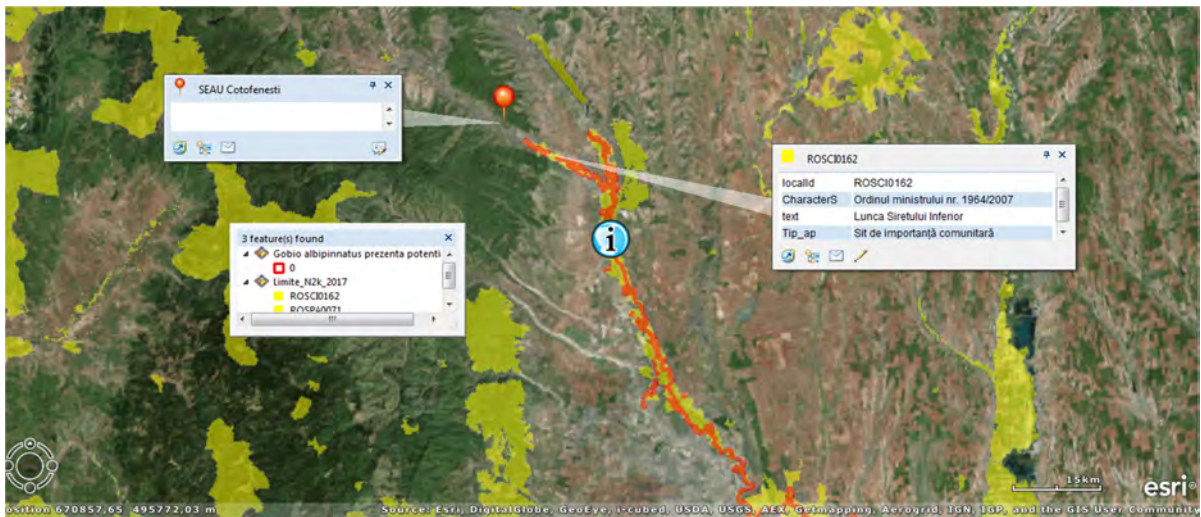 SEAU Cotofenesti
ROSCI0162
localId ROSCI0162
CharacterS Ordinul ministrului nr. 1964/2007
text Lunca Siretului Inferior
Tip_ap Sit de importanță comunitară
3 feature(s) found
Gobio albipinnatus prezenta potenti
0
Limite_N2k_2017
ROSCI0162
ROSPA0071
15km
esri
osition 670857,65 495772,03 m
Source: Esri, DigitalGlobe, GeoEye, i-cubed, USDA, USGS, AEX, Getmapping, Aerogrid, IGN, IGP, and the GIS User Communit